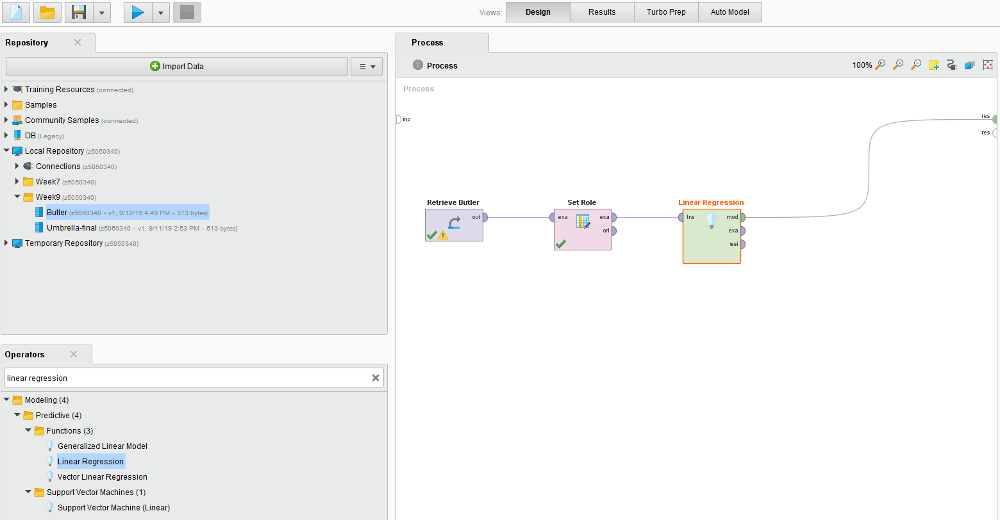 Views: Design Results Turbo Prep Auto Model
Repository
Import Data
Training Resources (connected)
Samples
Community Samples (connected)
DB (Legacy)
Local Repository (z5050340)
Connections (z5050340)
Week7 (z5050340)
Week9 (z5050340)
Butler (z5050340 - v1, 9/12/19 4:49 PM - 313 bytes)
Umbrella-final (z5050340 - v1, 9/11/19 2:53 PM - 513 bytes)
Temporary Repository (z5050340)
Operators
linear regression
Modeling (4)
Predictive (4)
Functions (3)
Generalized Linear Model
Linear Regression
Vector Linear Regression
Support Vector Machines (1)
Support Vector Machine (Linear)
Process
Process
100%
Process
inp
res
res
Retrieve Butler
out
Set Role
exa exa
ori
Linear Regression
tra mod
exa
wei